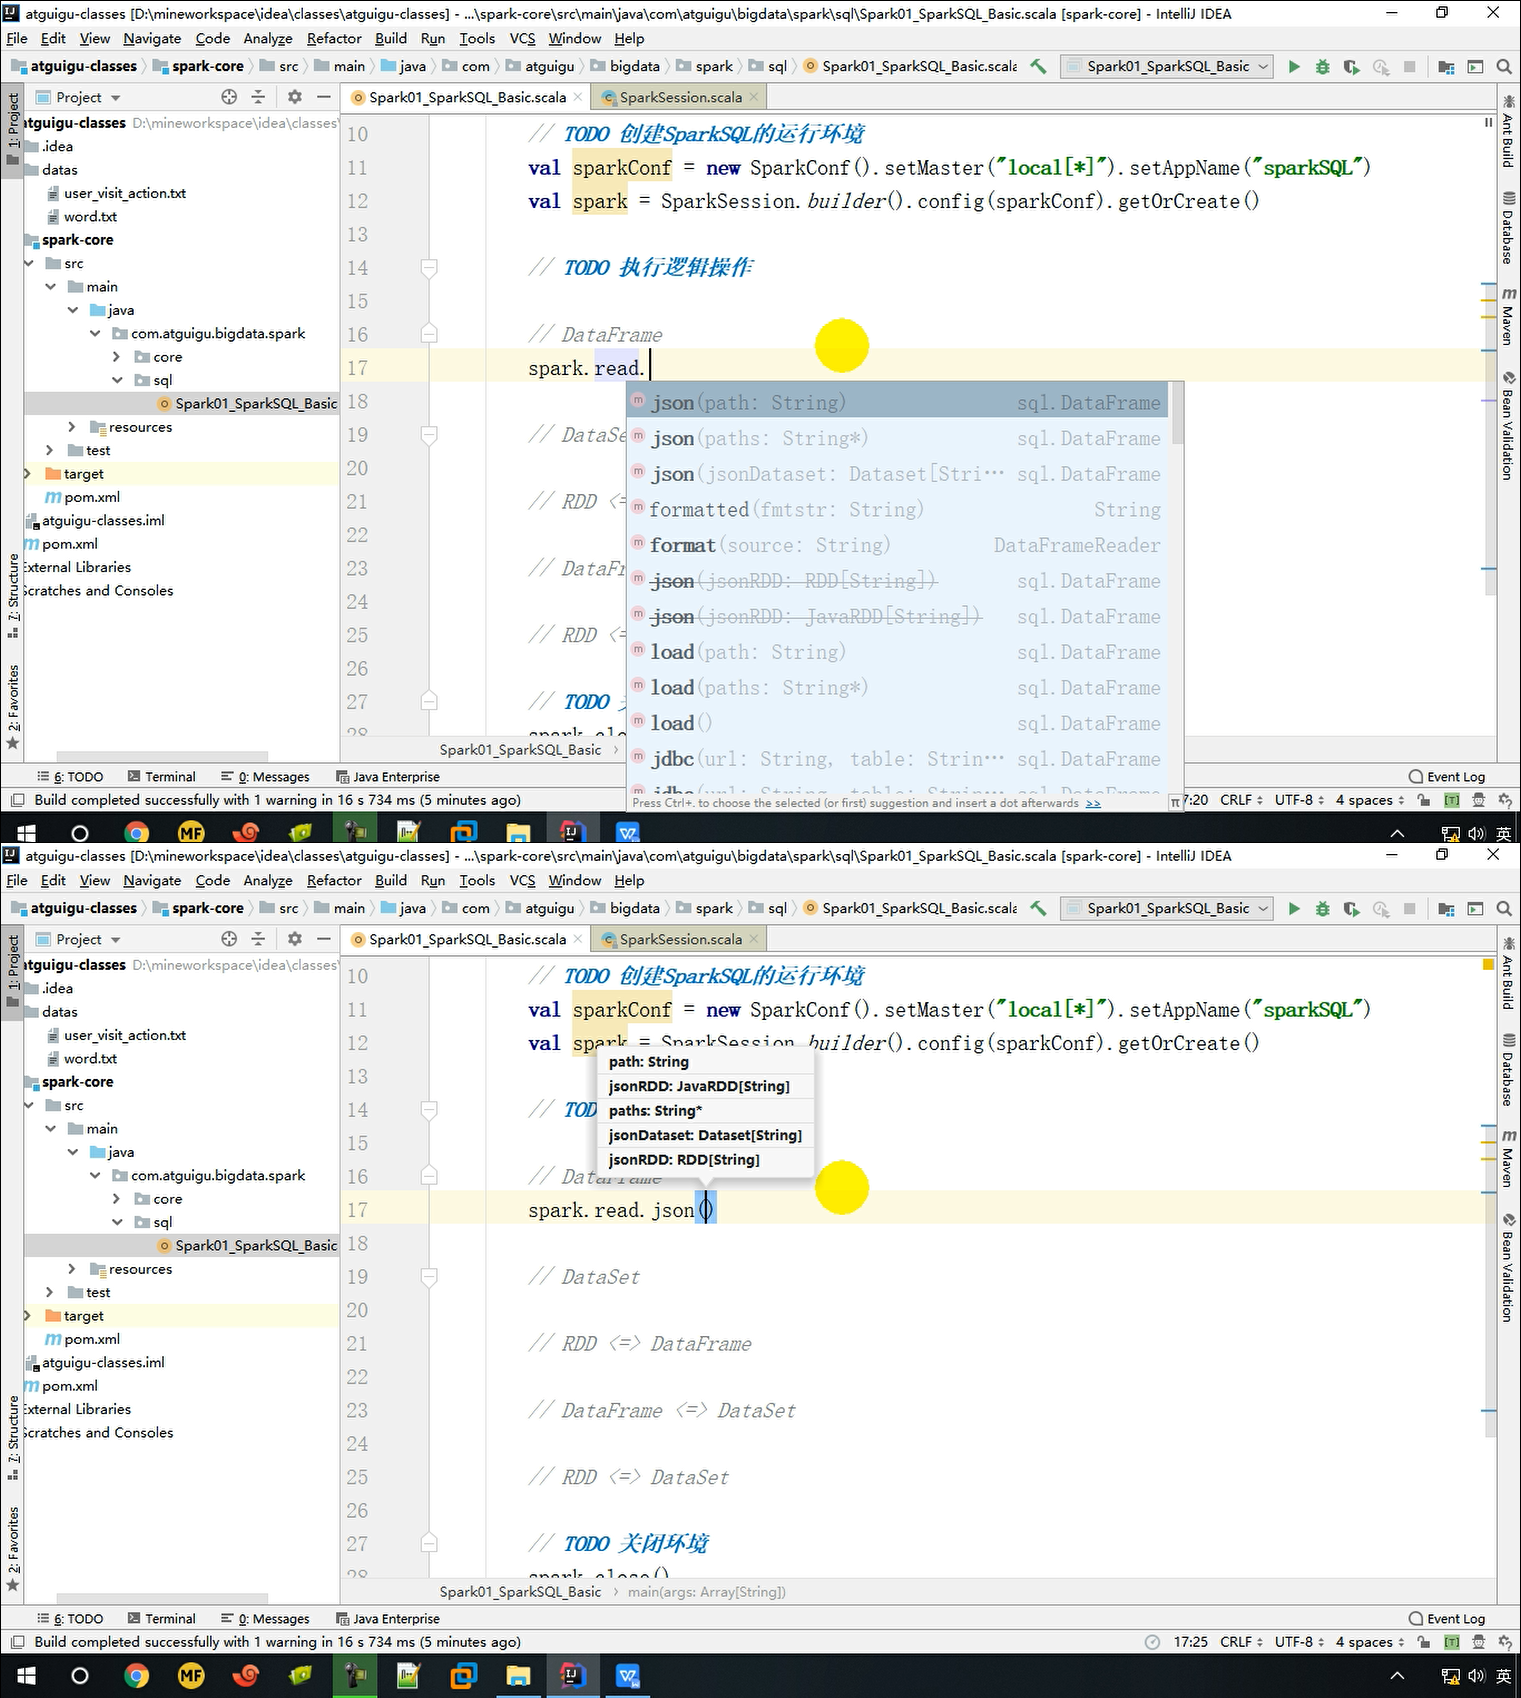 atguigu-classes [D:\mineworkspace\idea\classes\atguigu-classes] - ...\spark-core\src\main\java\com\atguigu\bigdata\spark\sql\Spark01_SparkSQL_Basic.scala [spark-core] - IntelliJ IDEA
File Edit View Navigate Code Analyze Refactor Build Run Tools VCS Window Help
atguigu-classes spark-core src main java com atguigu bigdata spark sql Spark01_SparkSQL_Basic.scala Spark01_SparkSQL_Basic
1: Project
Project
Spark01_SparkSQL_Basic.scala
SparkSession.scala
atguigu-classes D:\mineworkspace\idea\classes\
.idea
datas
user_visit_action.txt
word.txt
spark-core
src
main
java
com.atguigu.bigdata.spark
core
sql
Spark01_SparkSQL_Basic
resources
test
target
pom.xml
atguigu-classes.iml
pom.xml
External Libraries
Scratches and Consoles
7: Structure
2: Favorites
10 // TODO 创建SparkSQL的运行环境
11 val sparkConf = new SparkConf().setMaster("local[*]").setAppName("sparkSQL")
12 val spark = SparkSession.builder().config(sparkConf).getOrCreate()
13
14 // TODO 执行逻辑操作
15
16 // DataFrame
17 spark.read.
18
19 // DataSe
20
21 // RDD <=
22
23 // DataFr
24
25 // RDD <=
26
27 // TODO
28 spark.clo
json(path: String) sql.DataFrame
json(paths: String*) sql.DataFrame
json(jsonDataset: Dataset[Stri... sql.DataFrame
formatted(fmtstr: String) String
format(source: String) DataFrameReader
json(jsonRDD: RDD[String]) sql.DataFrame
json(jsonRDD: JavaRDD[String]) sql.DataFrame
load(path: String) sql.DataFrame
load(paths: String*) sql.DataFrame
load() sql.DataFrame
jdbc(url: String, table: Strin... sql.DataFrame
jdbc(url: String, table: Strin... sql.DataFrame
Press Ctrl+. to choose the selected (or first) suggestion and insert a dot afterwards >> π
Spark01_SparkSQL_Basic
Ant Build
Database
Maven
Bean Validation
6: TODO Terminal 0: Messages Java Enterprise Event Log
Build completed successfully with 1 warning in 16 s 734 ms (5 minutes ago) 7:20 CRLF UTF-8 4 spaces
MF 英
atguigu-classes [D:\mineworkspace\idea\classes\atguigu-classes] - ...\spark-core\src\main\java\com\atguigu\bigdata\spark\sql\Spark01_SparkSQL_Basic.scala [spark-core] - IntelliJ IDEA
File Edit View Navigate Code Analyze Refactor Build Run Tools VCS Window Help
atguigu-classes spark-core src main java com atguigu bigdata spark sql Spark01_SparkSQL_Basic.scala Spark01_SparkSQL_Basic
1: Project
Project
Spark01_SparkSQL_Basic.scala
SparkSession.scala
atguigu-classes D:\mineworkspace\idea\classes\
.idea
datas
user_visit_action.txt
word.txt
spark-core
src
main
java
com.atguigu.bigdata.spark
core
sql
Spark01_SparkSQL_Basic
resources
test
target
pom.xml
atguigu-classes.iml
pom.xml
External Libraries
Scratches and Consoles
7: Structure
2: Favorites
10 // TODO 创建SparkSQL的运行环境
11 val sparkConf = new SparkConf().setMaster("local[*]").setAppName("sparkSQL")
12 val spark = SparkSession.builder().config(sparkConf).getOrCreate()
path: String
jsonRDD: JavaRDD[String]
paths: String*
jsonDataset: Dataset[String]
jsonRDD: RDD[String]
13
14 // TOD
15
16 // DataFrame
17 spark.read.json()
18
19 // DataSet
20
21 // RDD <=> DataFrame
22
23 // DataFrame <=> DataSet
24
25 // RDD <=> DataSet
26
27 // TODO 关闭环境
28 spark.close()
Spark01_SparkSQL_Basic main(args: Array[String])
Ant Build
Database
Maven
Bean Validation
6: TODO Terminal 0: Messages Java Enterprise Event Log
Build completed successfully with 1 warning in 16 s 734 ms (5 minutes ago) 17:25 CRLF UTF-8 4 spaces
MF 英